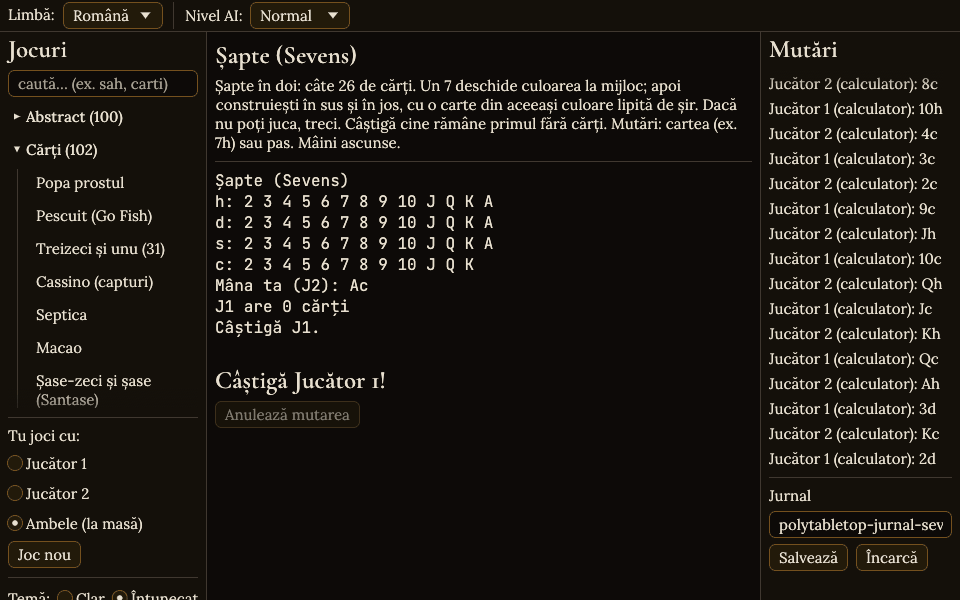 Limbă: Română ▼ Nivel AI: Normal ▼
Jocuri
caută... (ex. sah, carti)
▸ Abstract (100)
▾ Cărți (102)
Popa prostul
Pescuit (Go Fish)
Treizeci și unu (31)
Cassino (capturi)
Septica
Macao
Șase-zeci și șase
(Santase)
Tu joci cu:
Jucător 1
Jucător 2
Ambele (la masă)
Joc nou
Temă: Clar Întunecat
Șapte (Sevens)
Șapte în doi: câte 26 de cărți. Un 7 deschide culoarea la mijloc; apoi
construiești în sus și în jos, cu o carte din aceeași culoare lipită de șir. Dacă
nu poți juca, treci. Câștigă cine rămâne primul fără cărți. Mutări: cartea (ex.
7h) sau pas. Mâini ascunse.
Șapte (Sevens)
h: 2 3 4 5 6 7 8 9 10 J Q K A
d: 2 3 4 5 6 7 8 9 10 J Q K A
s: 2 3 4 5 6 7 8 9 10 J Q K A
c: 2 3 4 5 6 7 8 9 10 J Q K
Mâna ta (J2): Ac
J1 are 0 cărți
Câștigă J1.
Câștigă Jucător 1!
Anulează mutarea
Mutări
Jucător 2 (calculator): 8c
Jucător 1 (calculator): 10h
Jucător 2 (calculator): 4c
Jucător 1 (calculator): 3c
Jucător 2 (calculator): 2c
Jucător 1 (calculator): 9c
Jucător 2 (calculator): Jh
Jucător 1 (calculator): 10c
Jucător 2 (calculator): Qh
Jucător 1 (calculator): Jc
Jucător 2 (calculator): Kh
Jucător 1 (calculator): Qc
Jucător 2 (calculator): Ah
Jucător 1 (calculator): 3d
Jucător 2 (calculator): Kc
Jucător 1 (calculator): 2d
Jurnal
polytabletop-jurnal-sev
Salvează Încarcă